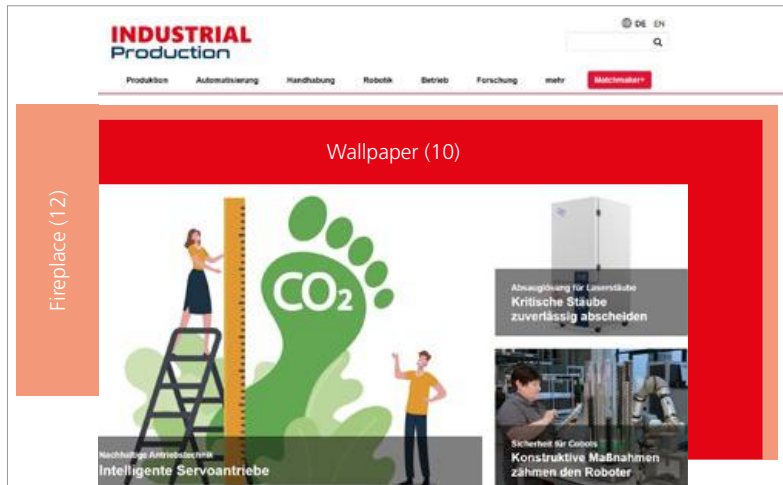 INDUSTRIAL
Production
DE EN
Produktion Automatisierung Handhabung Robotik Betrieb Forschung mehr Matchmaker+
Wallpaper (10)
Fireplace (12)
CO2
Absauglösung für Laserstäube
Kritische Stäube
zuverlässig abscheiden
Nachhaltige Antriebstechnik
Intelligente Servoantriebe
Sicherheit für Cobots
Konstruktive Maßnahmen
zähmen den Roboter